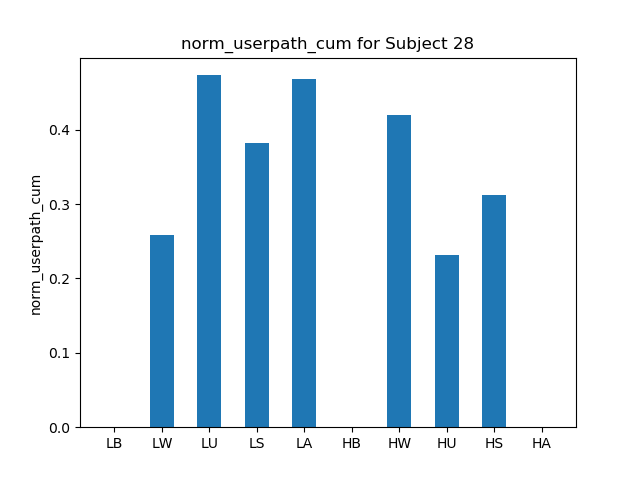 norm_userpath_cum for Subject 28
norm_userpath_cum
0.4
0.3
0.2
0.1
0.0
LB LW LU LS LA HB HW HU HS HA